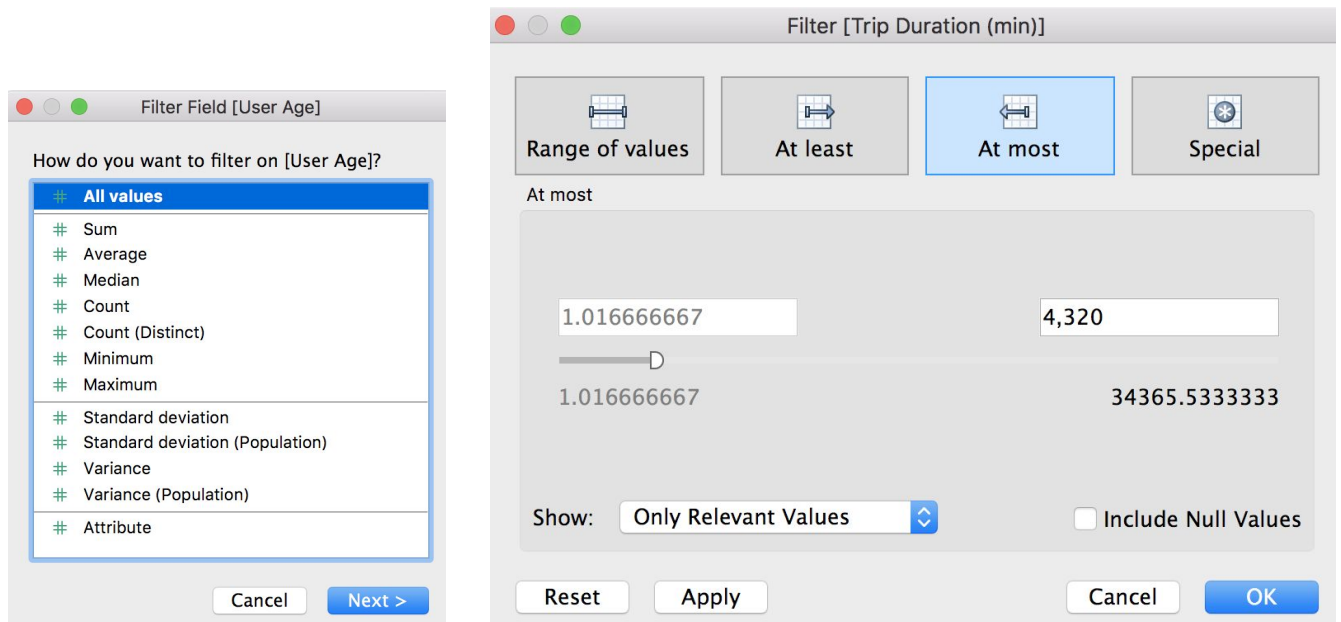 Filter Field [User Age]
How do you want to filter on [User Age]?
All values
Sum
Average
Median
Count
Count (Distinct)
Minimum
Maximum
Standard deviation
Standard deviation (Population)
Variance
Variance (Population)
Attribute
Cancel
Next >
Filter [Trip Duration (min)]
Range of values
At least
At most
Special
At most
1.016666667
4,320
1.016666667
34365.5333333
Show:
Only Relevant Values
Include Null Values
Reset
Apply
Cancel
OK